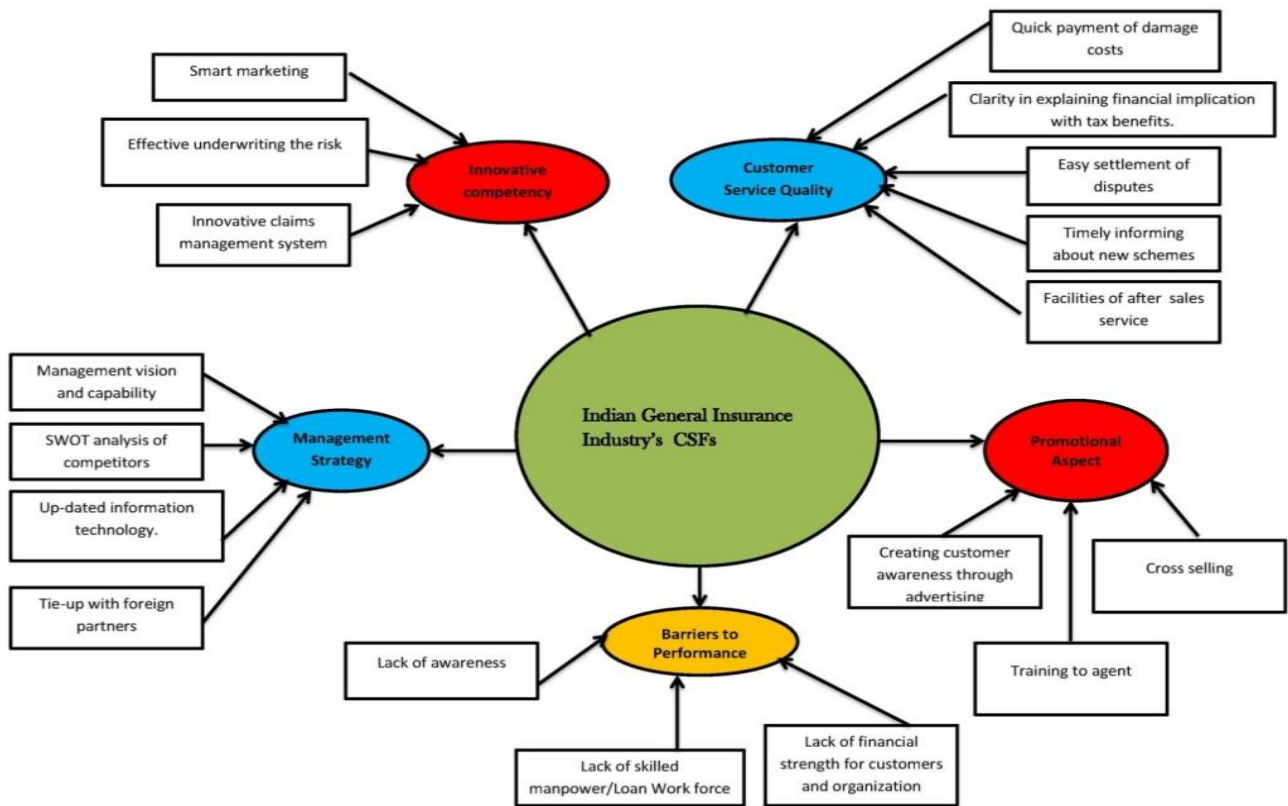 Smart marketing
Effective underwriting the risk
Innovative claims
management system
Innovative
competency
Quick payment of damage
costs
Clarity in explaining financial implication
with tax benefits.
Easy settlement of
disputes
Timely informing
about new schemes
Facilities of after sales
service
Customer
Service Quality
Management vision
and capability
SWOT analysis of
competitors
Up-dated information
technology.
Tie-up with foreign
partners
Management
Strategy
Indian General Insurance
Industry's CSFs
Promotional
Aspect
Creating customer
awareness through
advertising
Cross selling
Training to agent
Barriers to
Performance
Lack of awareness
Lack of skilled
manpower/Loan Work force
Lack of financial
strength for customers
and organization